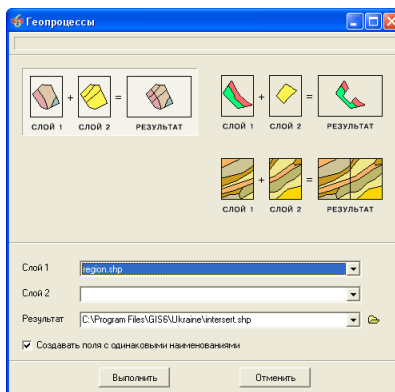 Геопроцессы
+ =
СЛОЙ 1 СЛОЙ 2 РЕЗУЛЬТАТ
+ =
СЛОЙ 1 СЛОЙ 2 РЕЗУЛЬТАТ
+ =
СЛОЙ 1 СЛОЙ 2 РЕЗУЛЬТАТ
Слой 1 region.shp
Слой 2
Результат C:\Program Files\GIS6\Ukraine\intersert.shp
Создавать поля с одинаковыми наименованиями
Выполнить Отменить